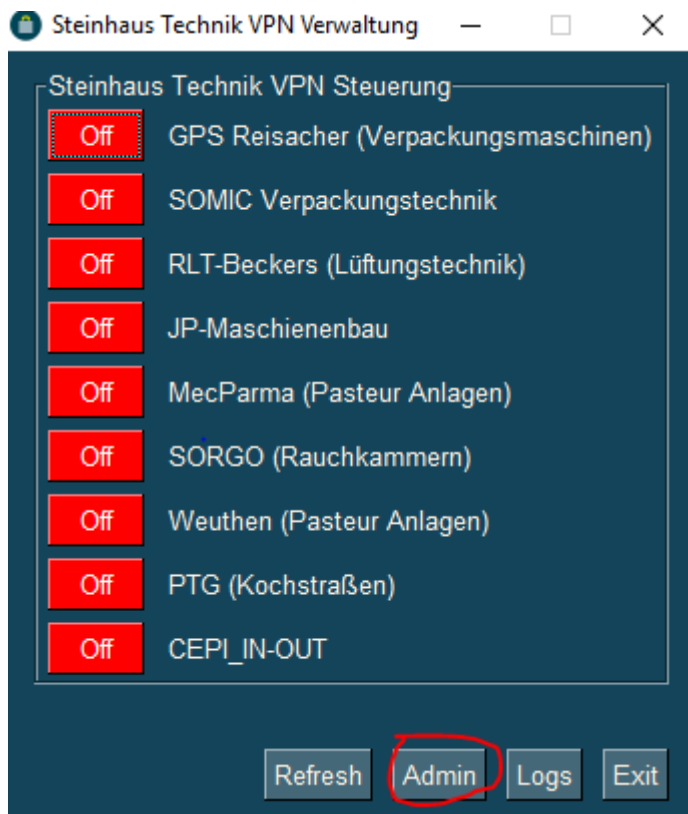 Steinhaus Technik VPN Verwaltung
Steinhaus Technik VPN Steuerung
Off GPS Reisacher (Verpackungsmaschinen)
Off SOMIC Verpackungstechnik
Off RLT-Beckers (Lüftungstechnik)
Off JP-Maschienenbau
Off MecParma (Pasteur Anlagen)
Off SORGO (Rauchkammern)
Off Weuthen (Pasteur Anlagen)
Off PTG (Kochstraßen)
Off CEPI_IN-OUT
Refresh Admin Logs Exit